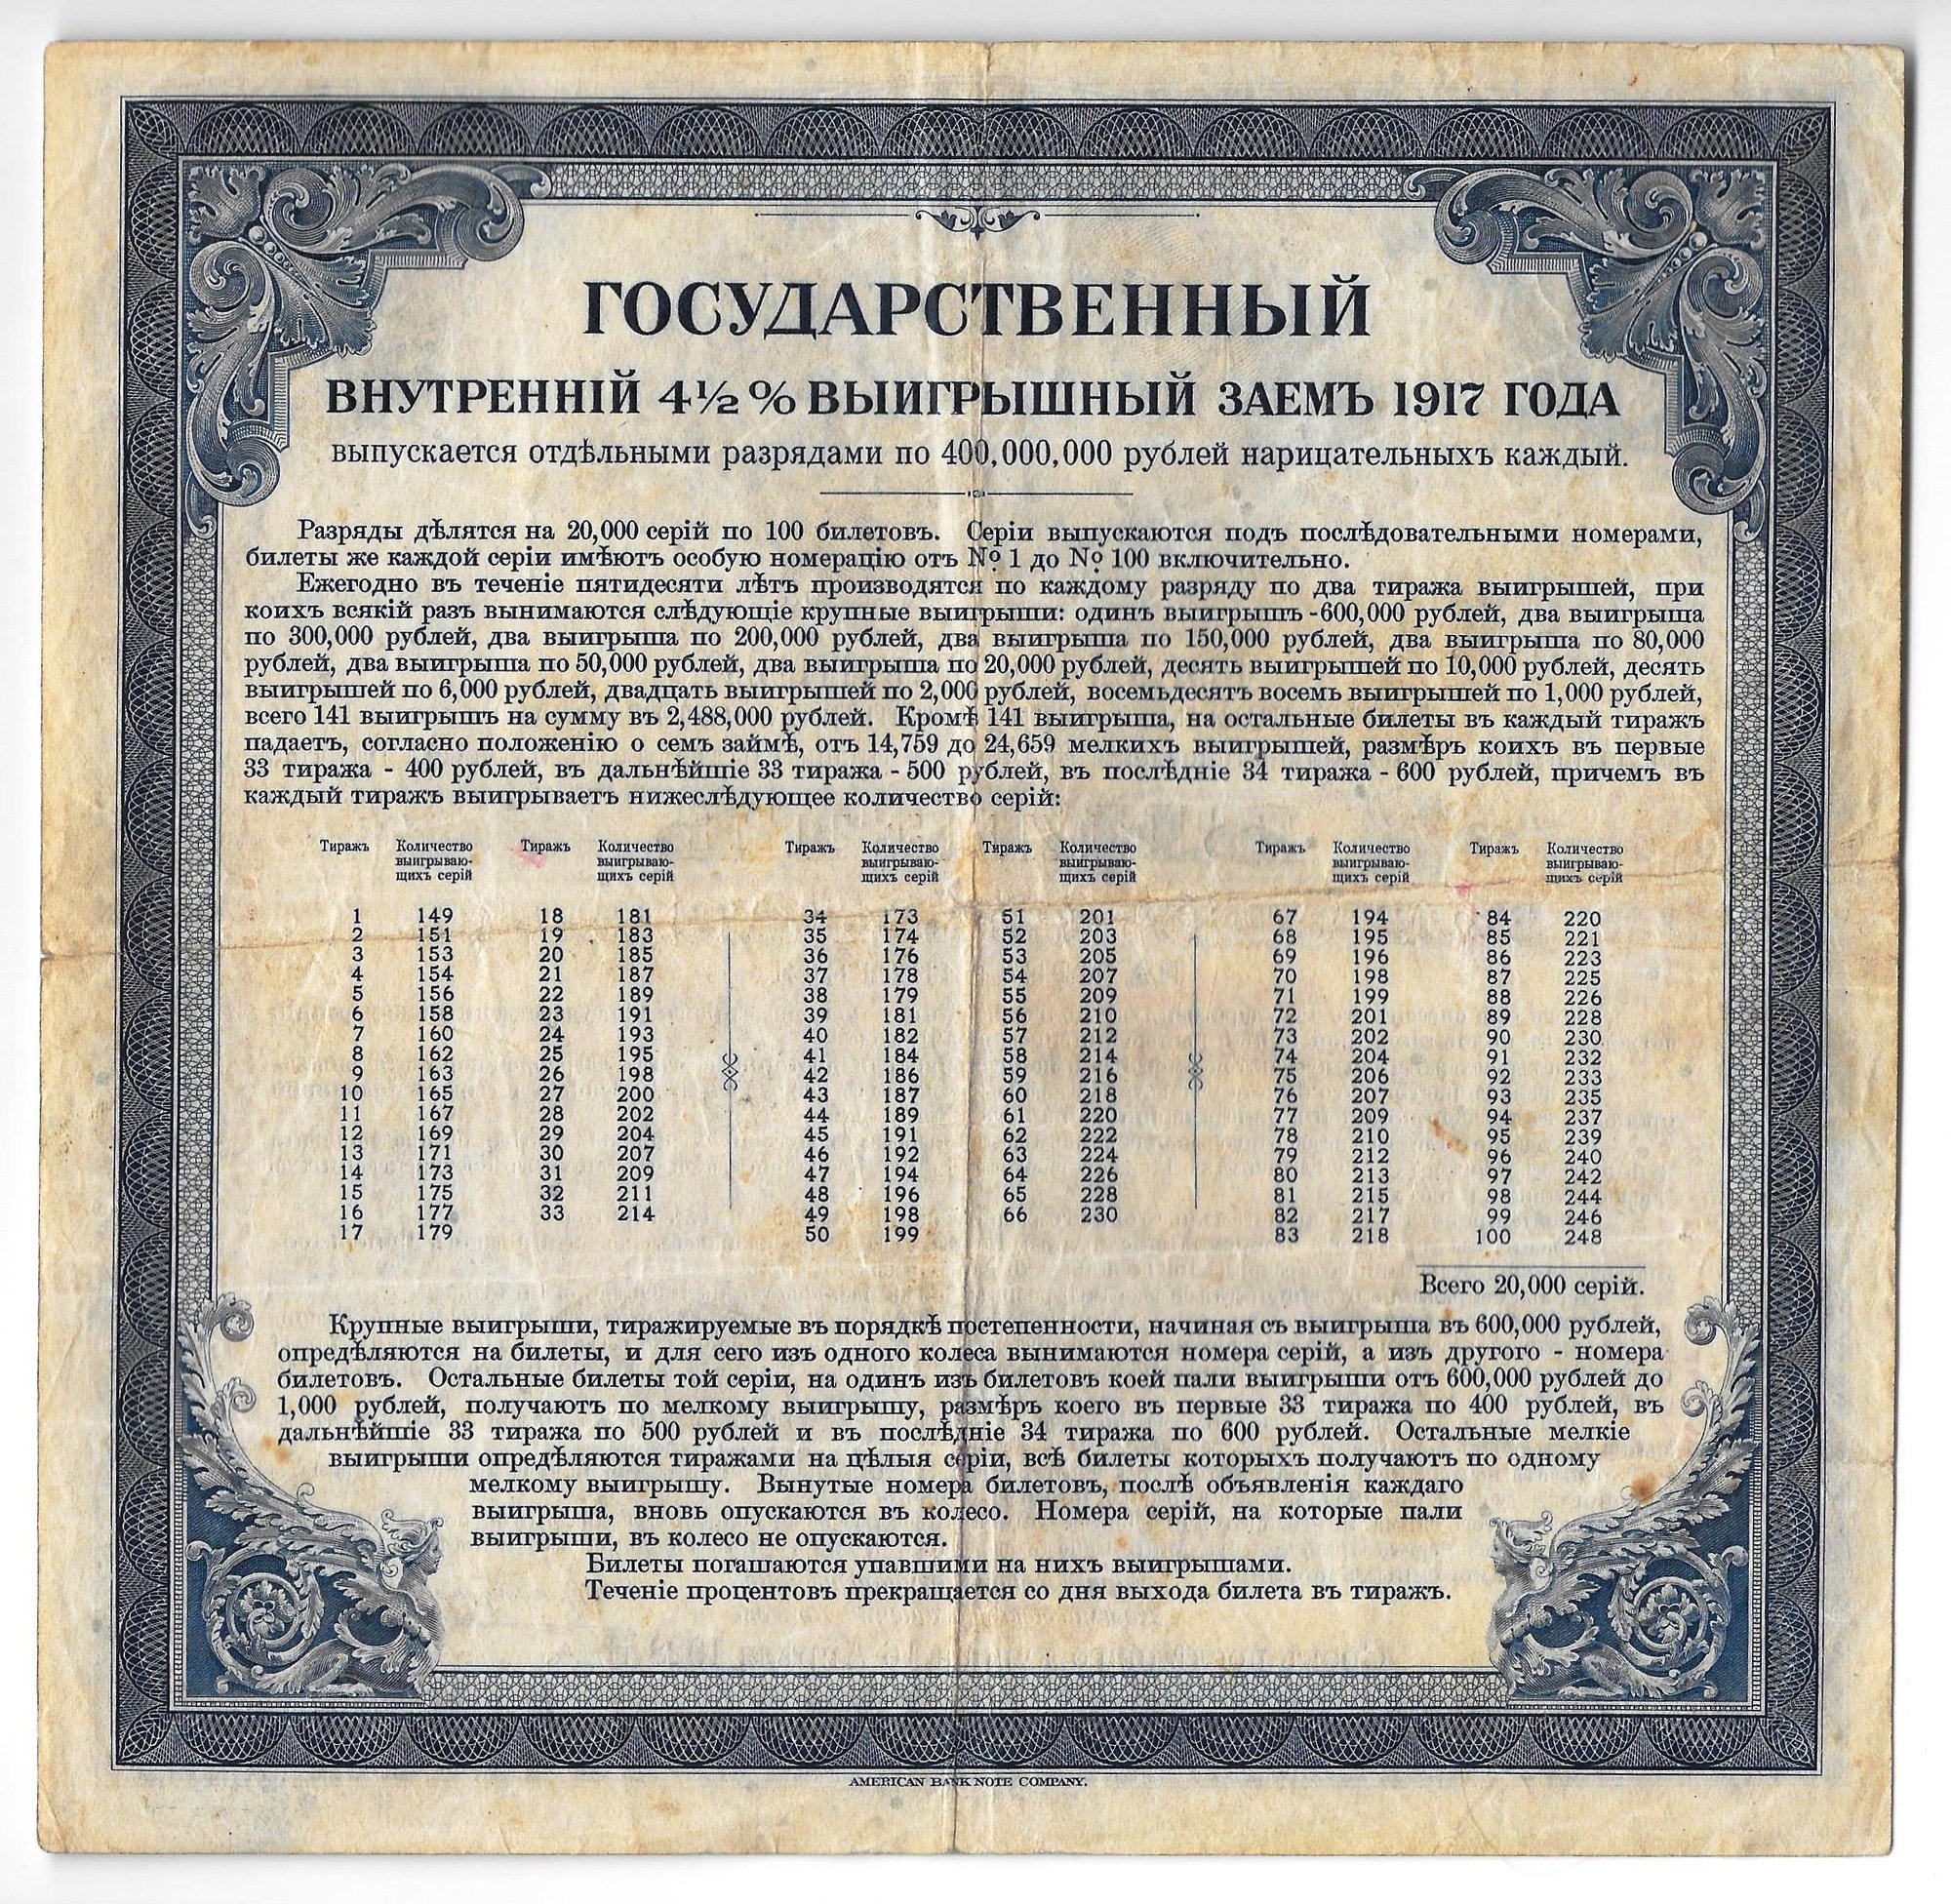 ГОСУДАРСТВЕННЫЙ
ВНУТРЕННІЙ 4½% ВЫИГРЫШНЫЙ ЗАЕМЪ 1917 ГОДА
выпускается отдѣльными разрядами по 400,000,000 рублей нарицательныхъ каждый.
Разряды дѣлятся на 20,000 серій по 100 билетовъ. Серіи выпускаются подъ послѣдовательными номерами,
билеты же каждой серіи имѣютъ особую номерацію отъ № 1 до № 100 включительно.
Ежегодно въ теченіе пятидесяти лѣтъ производятся по каждому разряду по два тиража выигрышей, при
коихъ всякій разъ вынимаются слѣдующіе крупные выигрыши: одинъ выигрышъ -600,000 рублей, два выигрыша
по 300,000 рублей, два выигрыша по 200,000 рублей, два выигрыша по 150,000 рублей, два выигрыша по 80,000
рублей, два выигрыша по 50,000 рублей, два выигрыша по 20,000 рублей, десять выигрышей по 10,000 рублей, десять
выигрышей по 6,000 рублей, двадцать выигрышей по 2,000 рублей, восемьдесятъ восемь выигрышей по 1,000 рублей,
всего 141 выигрышъ на сумму въ 2,488,000 рублей. Кромѣ 141 выигрыша, на остальные билеты въ каждый тиражъ
падаетъ, согласно положенію о семъ займѣ, отъ 14,759 до 24,659 мелкихъ выигрышей, размѣръ коихъ въ первые
33 тиража - 400 рублей, въ дальнѣйшіе 33 тиража - 500 рублей, въ послѣдніе 34 тиража - 600 рублей, причемъ въ
каждый тиражъ выигрываетъ нижеслѣдующее количество серій:
Тиражъ Количество Тиражъ Количество Тиражъ Количество Тиражъ Количество Тиражъ Количество Тиражъ Количество
выигрываю- выигрываю- выигрываю- выигрываю- выигрываю- выигрываю-
щихъ серій щихъ серій щихъ серій щихъ серій щихъ серій щихъ серій
1 149 18 181 34 173 51 201 67 194 84 220
2 151 19 183 35 174 52 203 68 195 85 221
3 153 20 185 36 176 53 205 69 196 86 223
4 154 21 187 37 178 54 207 70 198 87 225
5 156 22 189 38 179 55 209 71 199 88 226
6 158 23 191 39 181 56 210 72 201 89 228
7 160 24 193 40 182 57 212 73 202 90 230
8 162 25 195 41 184 58 214 74 204 91 232
9 163 26 198 42 186 59 216 75 206 92 233
10 165 27 200 43 187 60 218 76 207 93 235
11 167 28 202 44 189 61 220 77 209 94 237
12 169 29 204 45 191 62 222 78 210 95 239
13 171 30 207 46 192 63 224 79 212 96 240
14 173 31 209 47 194 64 226 80 213 97 242
15 175 32 211 48 196 65 228 81 215 98 244
16 177 33 214 49 198 66 230 82 217 99 246
17 179 50 199 83 218 100 248
Всего 20,000 серій.
Крупные выигрыши, тиражируемые въ порядкѣ постепенности, начиная съ выигрыша въ 600,000 рублей,
опредѣляются на билеты, и для сего изъ одного колеса вынимаются номера серій, а изъ другого - номера
билетовъ. Остальные билеты той серіи, на одинъ изъ билетовъ коей пали выигрыши отъ 600,000 рублей до
1,000 рублей, получаютъ по мелкому выигрышу, размѣръ коего въ первые 33 тиража по 400 рублей, въ
дальнѣйшіе 33 тиража по 500 рублей и въ послѣдніе 34 тиража по 600 рублей. Остальные мелкіе
выигрыши опредѣляются тиражами на цѣлыя серіи, всѣ билеты которыхъ получаютъ по одному
мелкому выигрышу. Вынутые номера билетовъ, послѣ объявленія каждаго
выигрыша, вновь опускаются въ колесо. Номера серій, на которые пали
выигрыши, въ колесо не опускаются.
Билеты погашаются упавшими на нихъ выигрышами.
Теченіе процентовъ прекращается со дня выхода билета въ тиражъ.
AMERICAN BANK NOTE COMPANY.